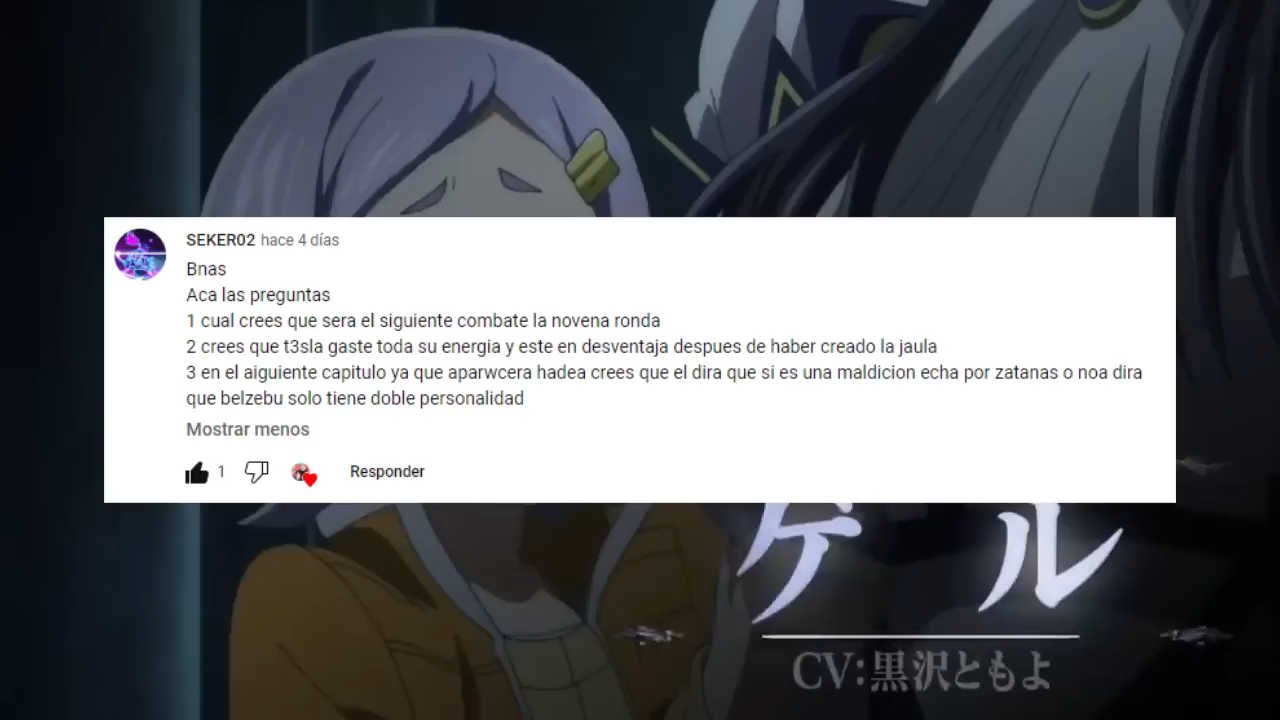 SEKER02 hace 4 días
Bnas
Aca las preguntas
1 cual crees que sera el siguiente combate la novena ronda
2 crees que t3sla gaste toda su energia y este en desventaja despues de haber creado la jaula
3 en el aiguiente capitulo ya que aparwcera hadea crees que el dira que si es una maldicion echa por zatanas o noa dira
que belzebu solo tiene doble personalidad
Mostrar menos
1 Responder
ゲル
CV:黒沢ともよ